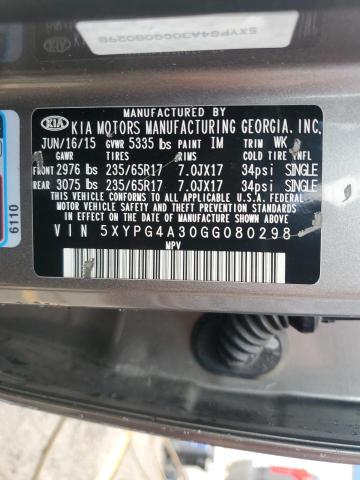 5XYPG4A30GG080298
MANUFACTURED BY
KIA KIA MOTORS MANUFACTURING GEORGIA, INC.
JUN/16/15 GVWR 5335 lbs PAINT IM TRIM WK
GAWR TIRES RIMS COLD TIRE INFL
FRONT 2976 lbs 235/65R17 7.0JX17 34psi SINGLE
REAR 3075 lbs 235/65R17 7.0JX17 34psi SINGLE
THIS VEHICLE CONFORMS TO ALL APPLICABLE U.S.A. FEDERAL
MOTOR VEHICLE SAFETY AND THEFT PREVENTION STANDARDS
IN EFFECT ON THE DATE OF MANUFACTURE SHOWN ABOVE
VIN 5XYPG4A30GG080298
MPV
6110